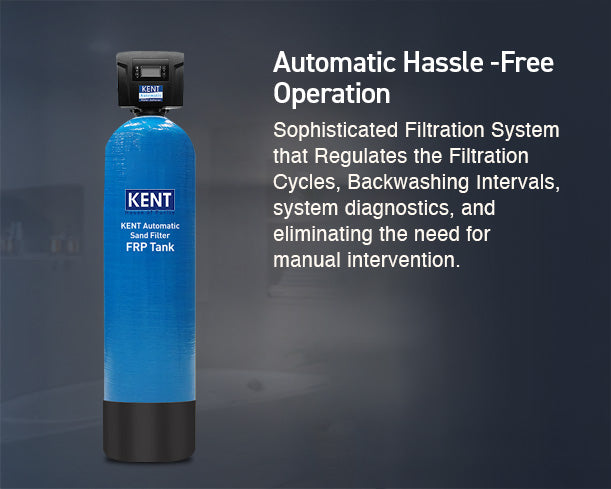 Automatic Hassle -Free
Operation
Sophisticated Filtration System
that Regulates the Filtration
Cycles, Backwashing Intervals,
system diagnostics, and
eliminating the need for
manual intervention.
KENT
Automatic
KENT
KENT Automatic
Sand Filter
FRP Tank